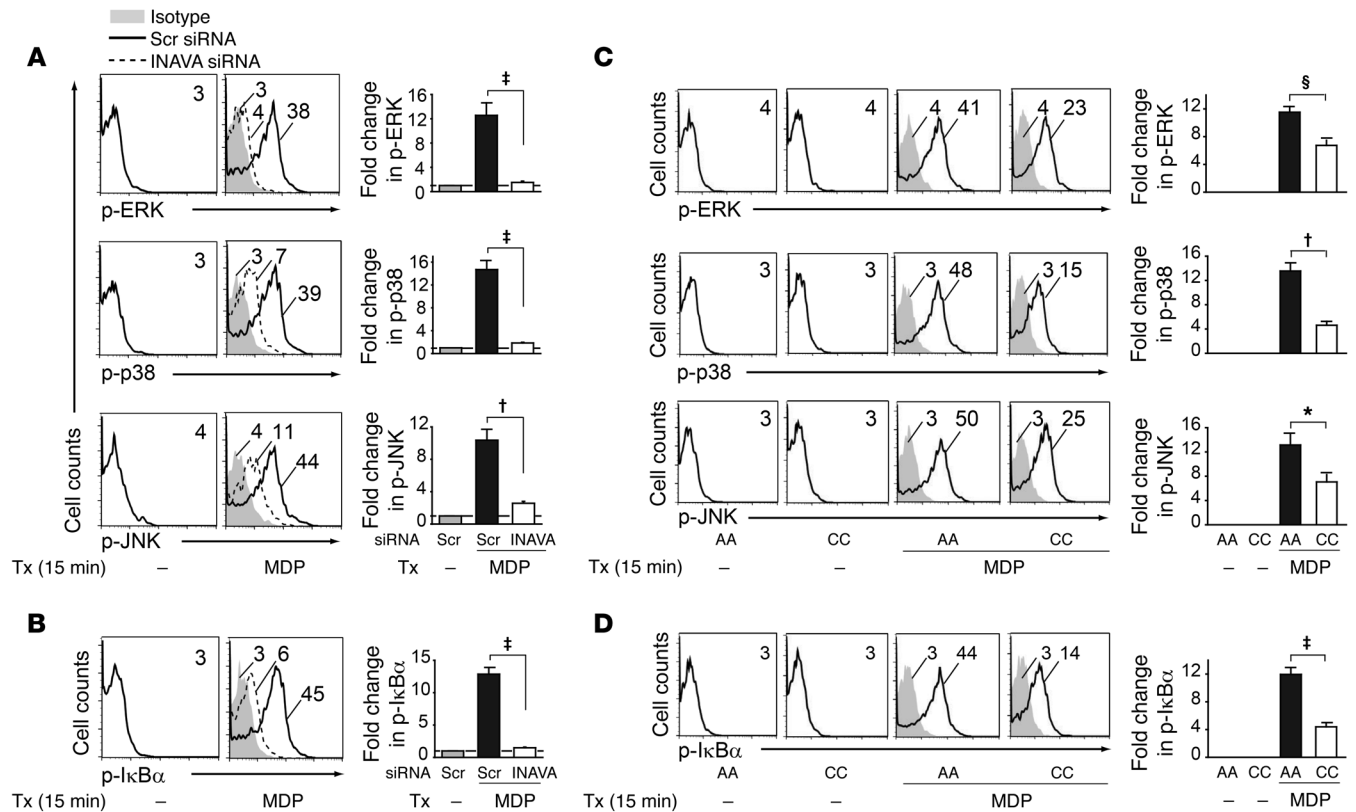 Isotype
Scr siRNA
INAVA siRNA
A
Cell counts
3
3
4
38
p-ERK
Fold change
in p-ERK
16
12
8
4
0
‡
3
3
7
39
p-p38
Fold change
in p-p38
16
12
8
4
0
‡
4
4
11
44
p-JNK
Fold change
in p-JNK
16
12
8
4
0
†
siRNA Scr Scr INAVA
Tx (15 min) – MDP
Tx – MDP
B
Cell counts
3
3
6
45
p-IκBα
Fold change
in p-IκBα
15
10
5
0
‡
siRNA Scr Scr INAVA
Tx (15 min) – MDP
Tx – MDP
C
Cell counts
4
4
4 41
4 23
p-ERK
Fold change
in p-ERK
12
8
4
0
§
Cell counts
3
3
3 48
3 15
p-p38
Fold change
in p-p38
16
12
8
4
0
†
Cell counts
3
3
3 50
3 25
p-JNK
Fold change
in p-JNK
16
12
8
4
0
*
AA CC AA CC
AA CC AA CC
Tx (15 min) – – MDP
– – MDP
D
Cell counts
3
3
3 44
3 14
p-IκBα
Fold change
in p-IκBα
12
8
4
0
‡
AA CC AA CC
AA CC AA CC
Tx (15 min) – – MDP
– – MDP